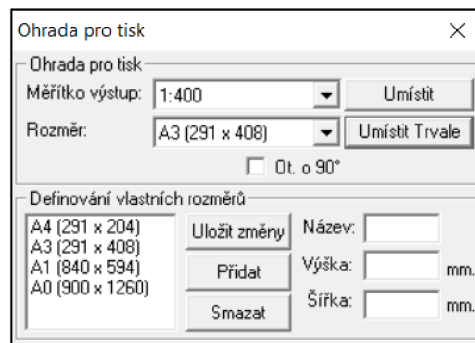 Ohrada pro tisk
Ohrada pro tisk
Měřítko výstup: 1:400 Umístit
Rozměr: A3 (291 x 408) Umístit Trvale
Ot. o 90°
Definování vlastních rozměrů
A4 (291 x 204)
A3 (291 x 408)
A1 (840 x 594)
A0 (900 x 1260)
Uložit změny
Přidat
Smazat
Název:
Výška: mm.
Šířka: mm.